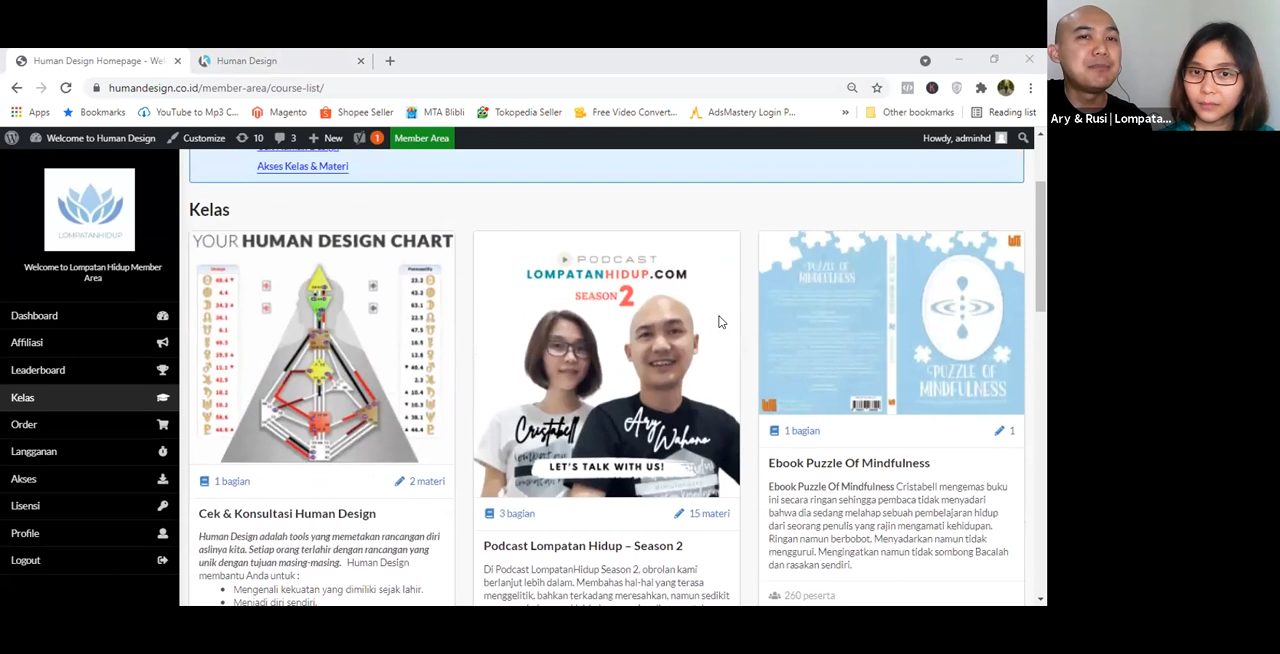 Human Design Homepage - Wel
Human Design
humandesign.co.id/member-area/course-list/
Apps
Bookmarks
YouTube to Mp3 C...
Magento
Shopee Seller
MTA Blibli
Tokopedia Seller
Free Video Convert...
AdsMastery Login P...
»
Other bookmarks
Reading list
Welcome to Human Design
Customize
10
3
New
1
Member Area
Howdy, adminhd
Ary & Rusi | Lompata...
LOMPATANHIDUP
Welcome to Lompatan Hidup Member
Area
Dashboard
Affiliasi
Leaderboard
Kelas
Order
Langganan
Akses
Lisensi
Profile
Logout
Akses Kelas & Materi
Kelas
YOUR HUMAN DESIGN CHART
1 bagian
2 materi
Cek & Konsultasi Human Design
Human Design adalah tools yang memetakan rancangan diri
aslinya kita. Setiap orang terlahir dengan rancangan yang
unik dengan tujuan masing-masing. Human Design
membantu Anda untuk :
Mengenali kekuatan yang dimiliki sejak lahir.
Menjadi diri sendiri.
PODCAST
LOMPATANHIDUP.COM
SEASON 2
Cristabell
Ary
Wahono
LET'S TALK WITH US!
3 bagian
15 materi
Podcast Lompatan Hidup – Season 2
Di Podcast LompatanHidup Season 2, obrolan kami
berlanjut lebih dalam. Membahas hal-hal yang terasa
menggelitik, bahkan terkadang meresahkan, namun sedikit
PUZZLE OF
MINDFULNESS
PUZZLE OF
MINDFULNESS
1 bagian
1
Ebook Puzzle Of Mindfulness
Ebook Puzzle Of Mindfulness Cristabell mengemas buku
ini secara ringan sehingga pembaca tidak menyadari
bahwa dia sedang melahap sebuah pembelajaran hidup
dari seorang penulis yang rajin mengamati kehidupan.
Ringan namun berbobot. Menyadarkan namun tidak
menggurui. Mengingatkan namun tidak sombong Bacalah
dan rasakan sendiri.
260 peserta